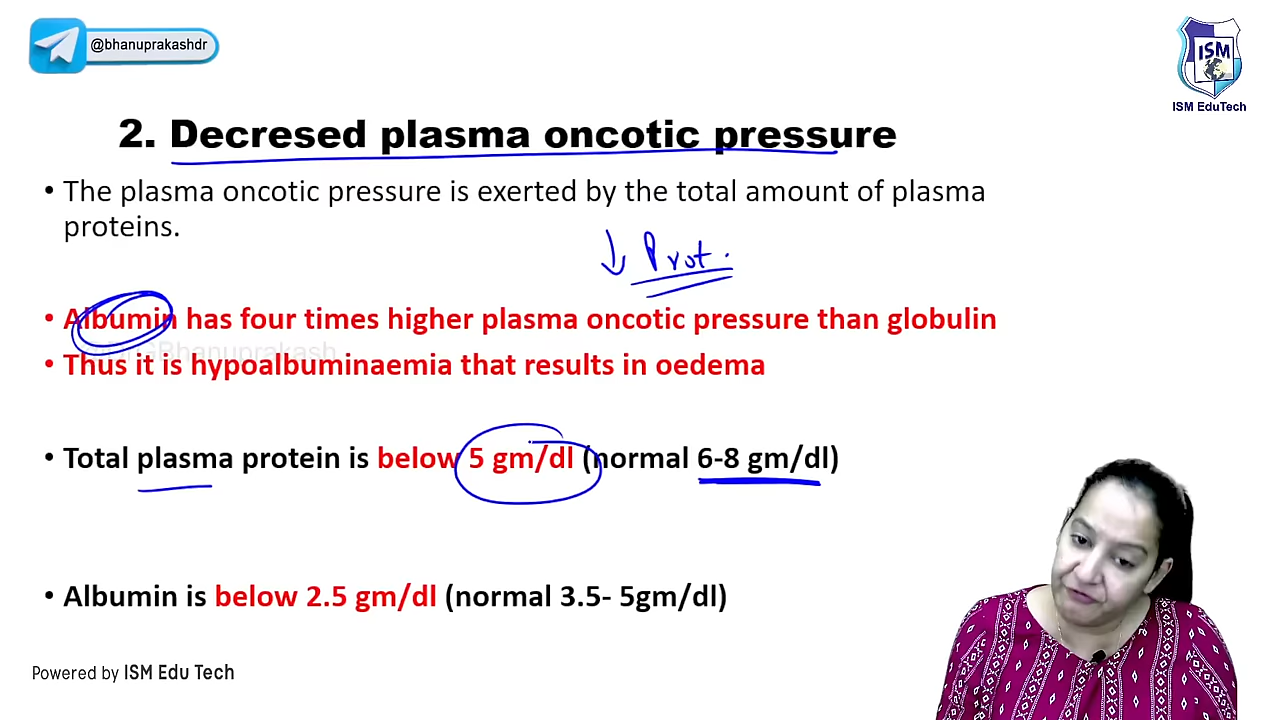 @bhanuprakashdr
ISM
ISM EduTech
2. Decresed plasma oncotic pressure
• The plasma oncotic pressure is exerted by the total amount of plasma
proteins.
↓ Prot.
• Albumin has four times higher plasma oncotic pressure than globulin
• Thus it is hypoalbuminaemia that results in oedema
• Total plasma protein is below 5 gm/dl (normal 6-8 gm/dl)
• Albumin is below 2.5 gm/dl (normal 3.5- 5gm/dl)
Powered by ISM Edu Tech